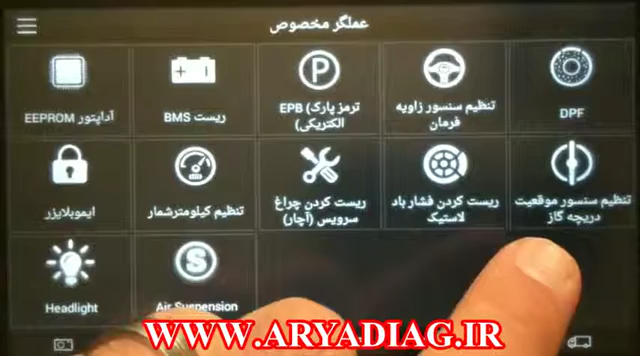 عملگر مخصوص
DPF
تنظیم سنسور زاویه
فرمان
ترمز پارک) EPB
الکتریکی)
ریست BMS
آداپتور EEPROM
تنظیم سنسور موقعیت
دریچه گاز
ریست کردن فشار باد
لاستیک
ریست کردن چراغ
سرویس (آچار)
تنظیم کیلومترشمار
ایموبلایزر
Air Suspension
Headlight
WWW.ARYADIAG.IR